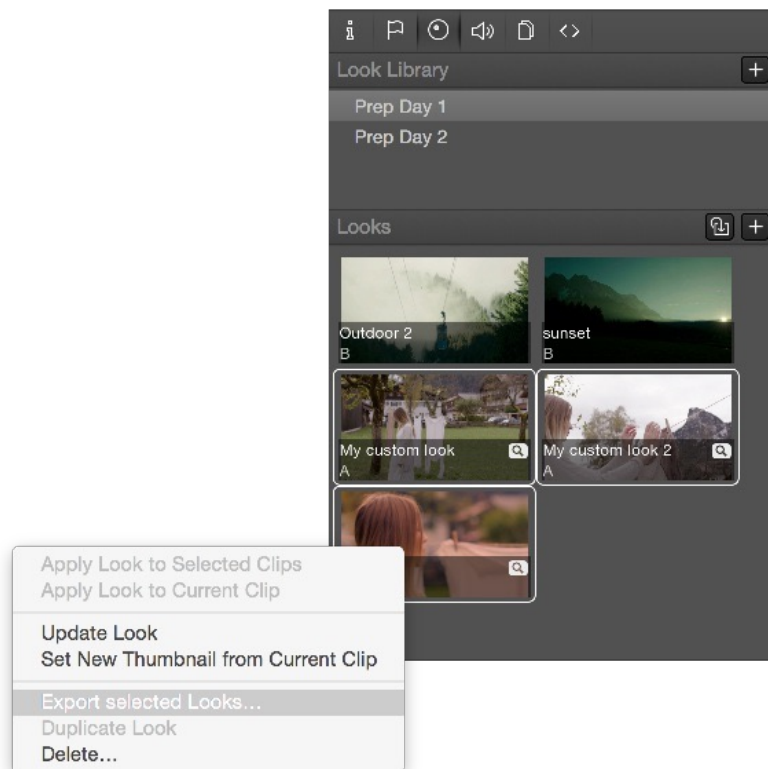 Look Library
Prep Day 1
Prep Day 2
Looks
Outdoor 2
B
sunset
B
My custom look
A
My custom look 2
A
Apply Look to Selected Clips
Apply Look to Current Clip
Update Look
Set New Thumbnail from Current Clip
Export selected Looks...
Duplicate Look
Delete...